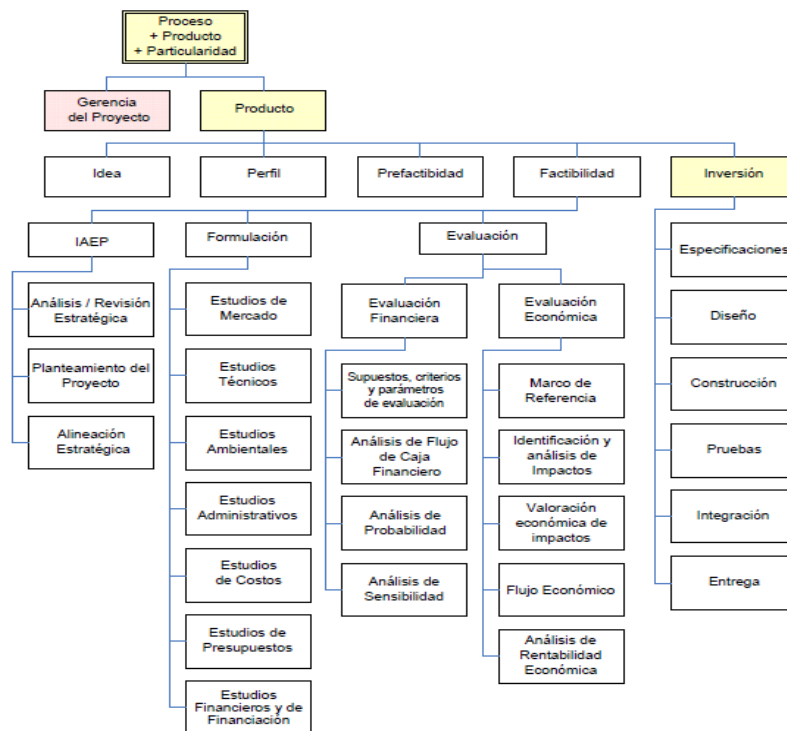 Proceso
+ Producto
+ Particularidad
Gerencia
del Proyecto
Producto
Idea
Perfil
Prefactibidad
Factibilidad
Inversión
IAEP
Formulación
Evaluación
Análisis / Revisión
Estratégica
Planteamiento del
Proyecto
Alineación
Estratégica
Estudios de
Mercado
Estudios
Técnicos
Estudios
Ambientales
Estudios
Administrativos
Estudios
de Costos
Estudios de
Presupuestos
Estudios
Financieros y de
Financiación
Evaluación
Financiera
Supuestos, criterios
y parámetros
de evaluación
Análisis de Flujo
de Caja
Financiero
Análisis de
Probabilidad
Análisis de
Sensibilidad
Evaluación
Económica
Marco de
Referencia
Identificación y
análisis de
Impactos
Valoración
económica de
impactos
Flujo Económico
Análisis de
Rentabilidad
Económica
Especificaciones
Diseño
Construcción
Pruebas
Integración
Entrega